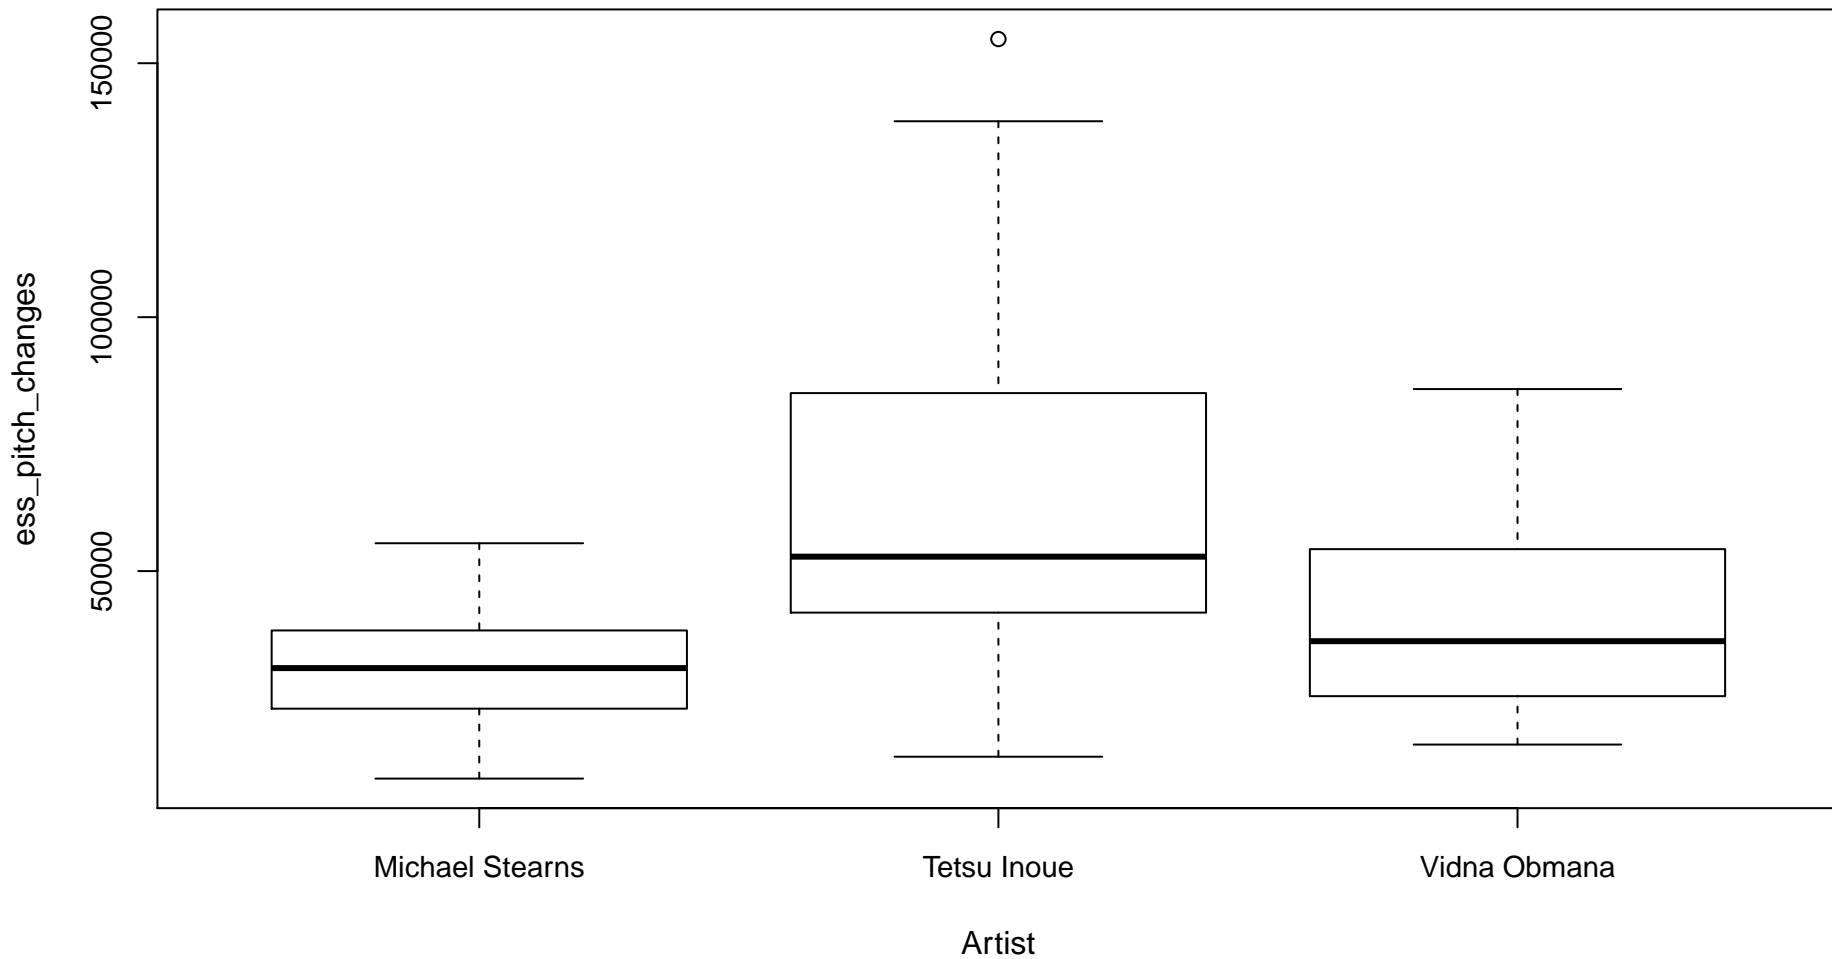 ess_pitch_changes
150000
100000
50000
Michael Stearns
Tetsu Inoue
Vidna Obmana
Artist